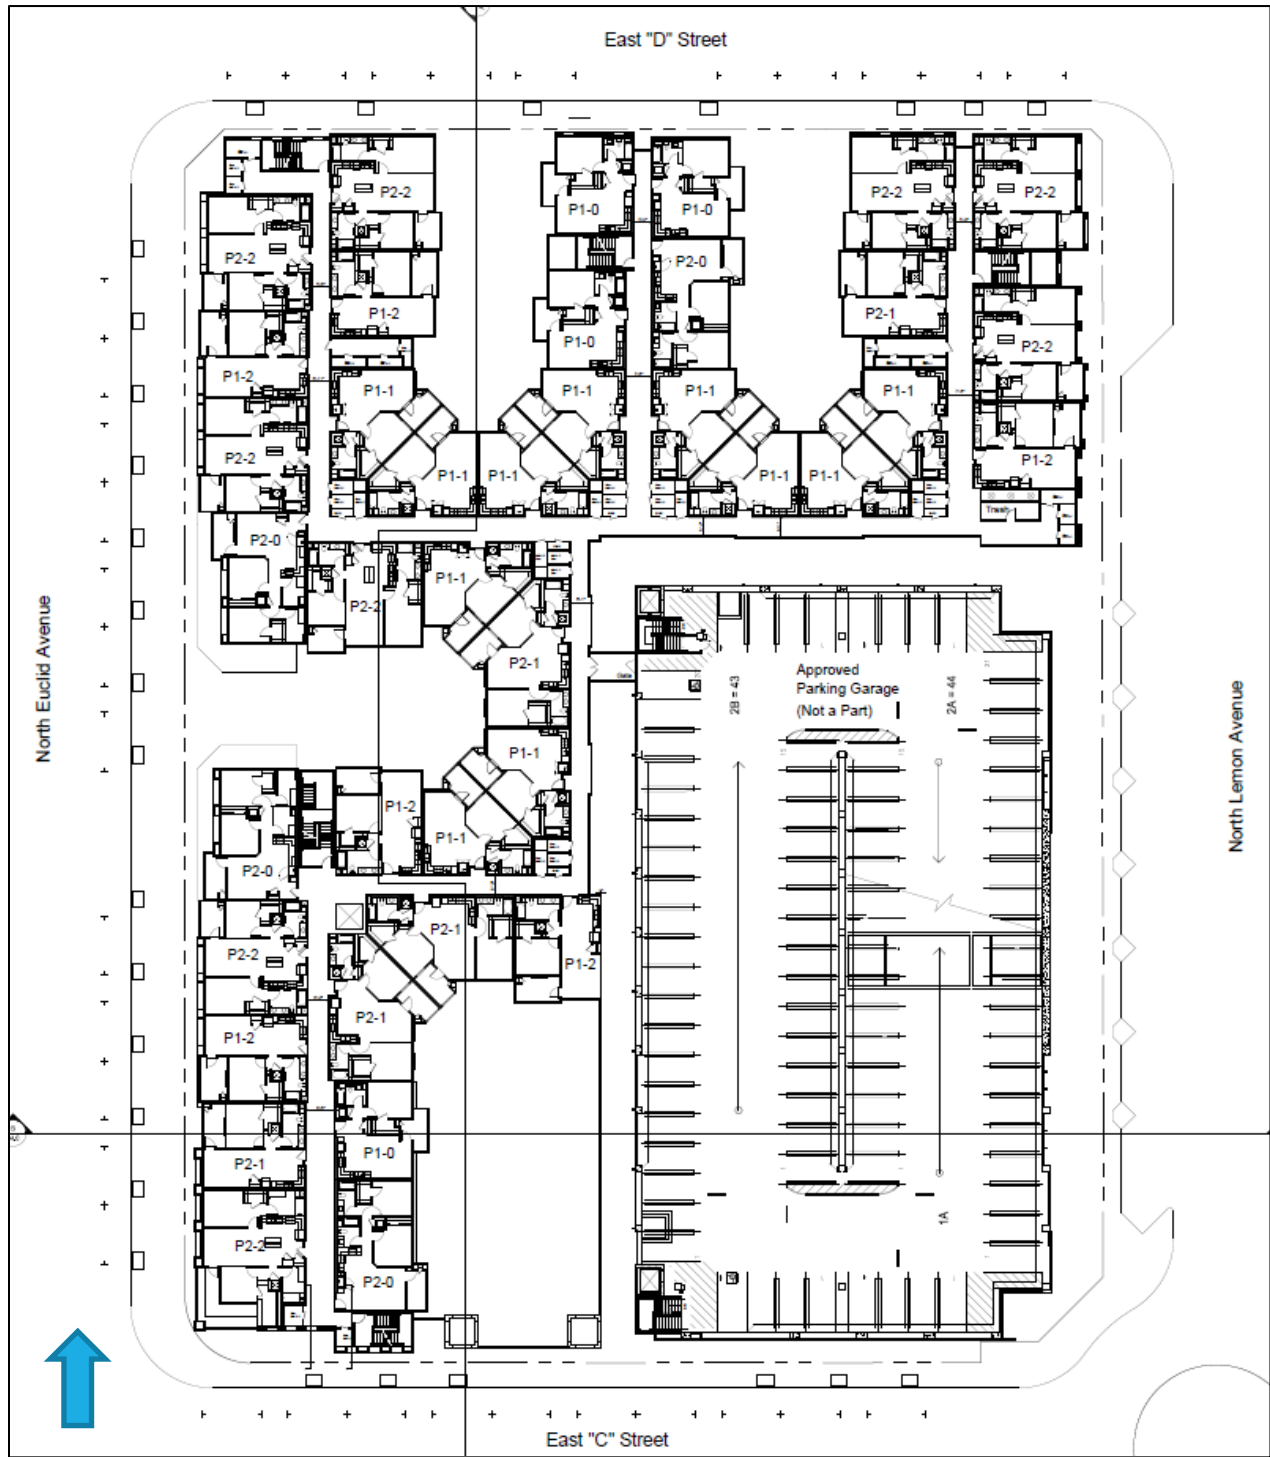 East "D" Street
P2-2
P1-0
P1-0
P2-2
P2-2
P2-2
P2-0
P1-2
P1-0
P2-1
P2-2
P1-2
P1-1
P1-1
P1-1
P1-1
P2-2
P1-1
P1-1
P1-1
P1-1
P1-2
Trash
P2-0
P1-1
P2-2
North Euclid Avenue
P2-1
Gate
Approved
Parking Garage
(Not a Part)
2B = 43
2A = 44
North Lemon Avenue
P1-1
P1-2
P1-1
P2-0
P2-1
P2-2
P1-2
P2-1
P1-2
P1-0
P2-1
1A
P2-2
P2-0
East "C" Street